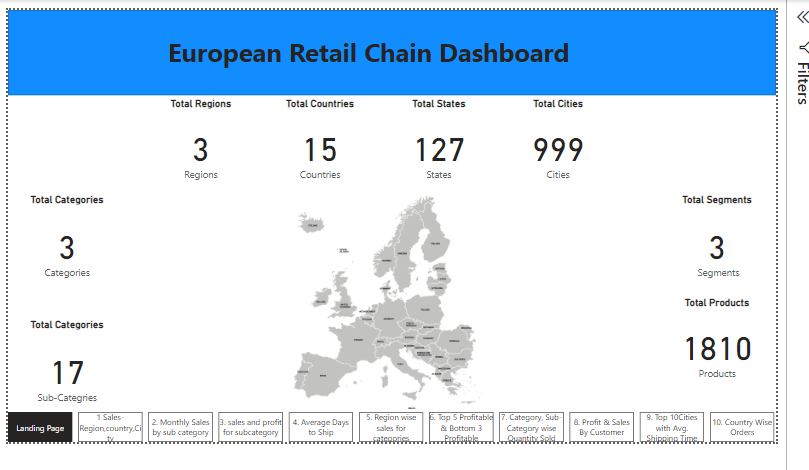 European Retail Chain Dashboard
Filters
Total Regions
Total Countries
Total States
Total Cities
3
15
127
999
Regions
Countries
States
Cities
Total Categories
Total Segments
3
3
Categories
Segments
Total Products
Total Categories
1810
17
Products
Sub-Categries
Landing Page
1 Sales-
Region,country,Ci
ty
2. Monthly Sales
by sub category
3. sales and profit
for subcategory
4. Average Days
to Ship
5. Region wise
sales for
categories
6. Top 5 Profitable
& Bottom 3
Profitable
7. Category, Sub-
Category wise
Quantity Sold
8. Profit & Sales
By Customer
9. Top 10Cities
with Avg.
Shipping Time
10. Country Wise
Orders